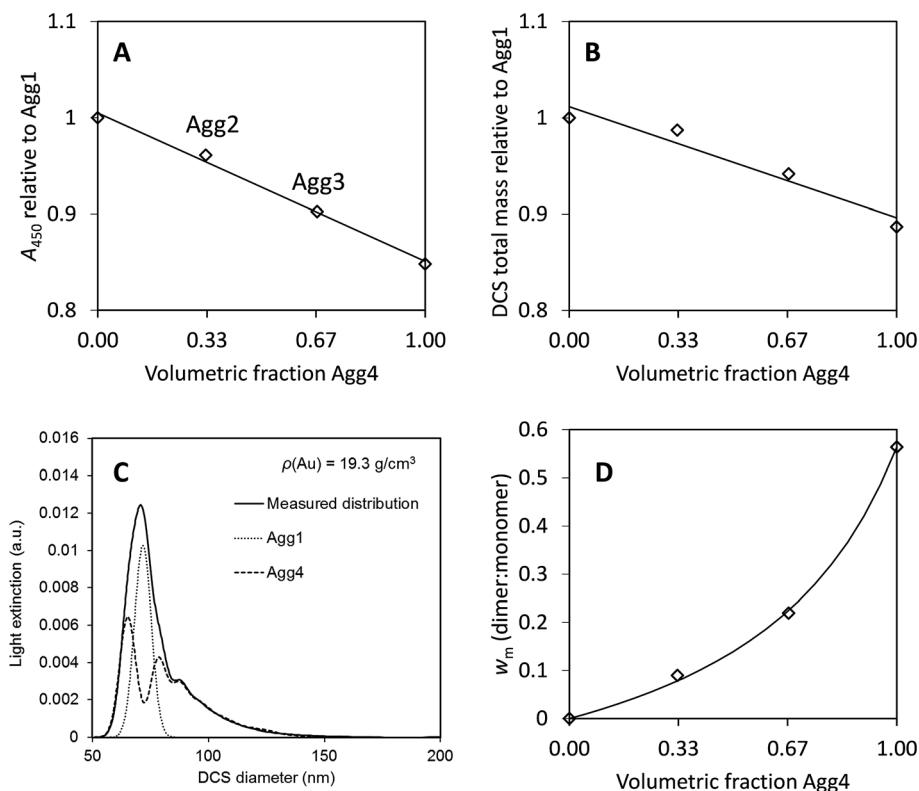 A
A450 relative to Agg1
1.1
1
0.9
0.8
Agg2
Agg3
0.00 0.33 0.67 1.00
Volumetric fraction Agg4
B
DCS total mass relative to Agg1
1.1
1
0.9
0.8
0.00 0.33 0.67 1.00
Volumetric fraction Agg4
C
Light extinction (a.u.)
0.016
0.014
0.012
0.01
0.008
0.006
0.004
0.002
0
ρ(Au) = 19.3 g/cm³
Measured distribution
Agg1
Agg4
50 100 150 200
DCS diameter (nm)
D
wm (dimer:monomer)
0.6
0.5
0.4
0.3
0.2
0.1
0
0.00 0.33 0.67 1.00
Volumetric fraction Agg4